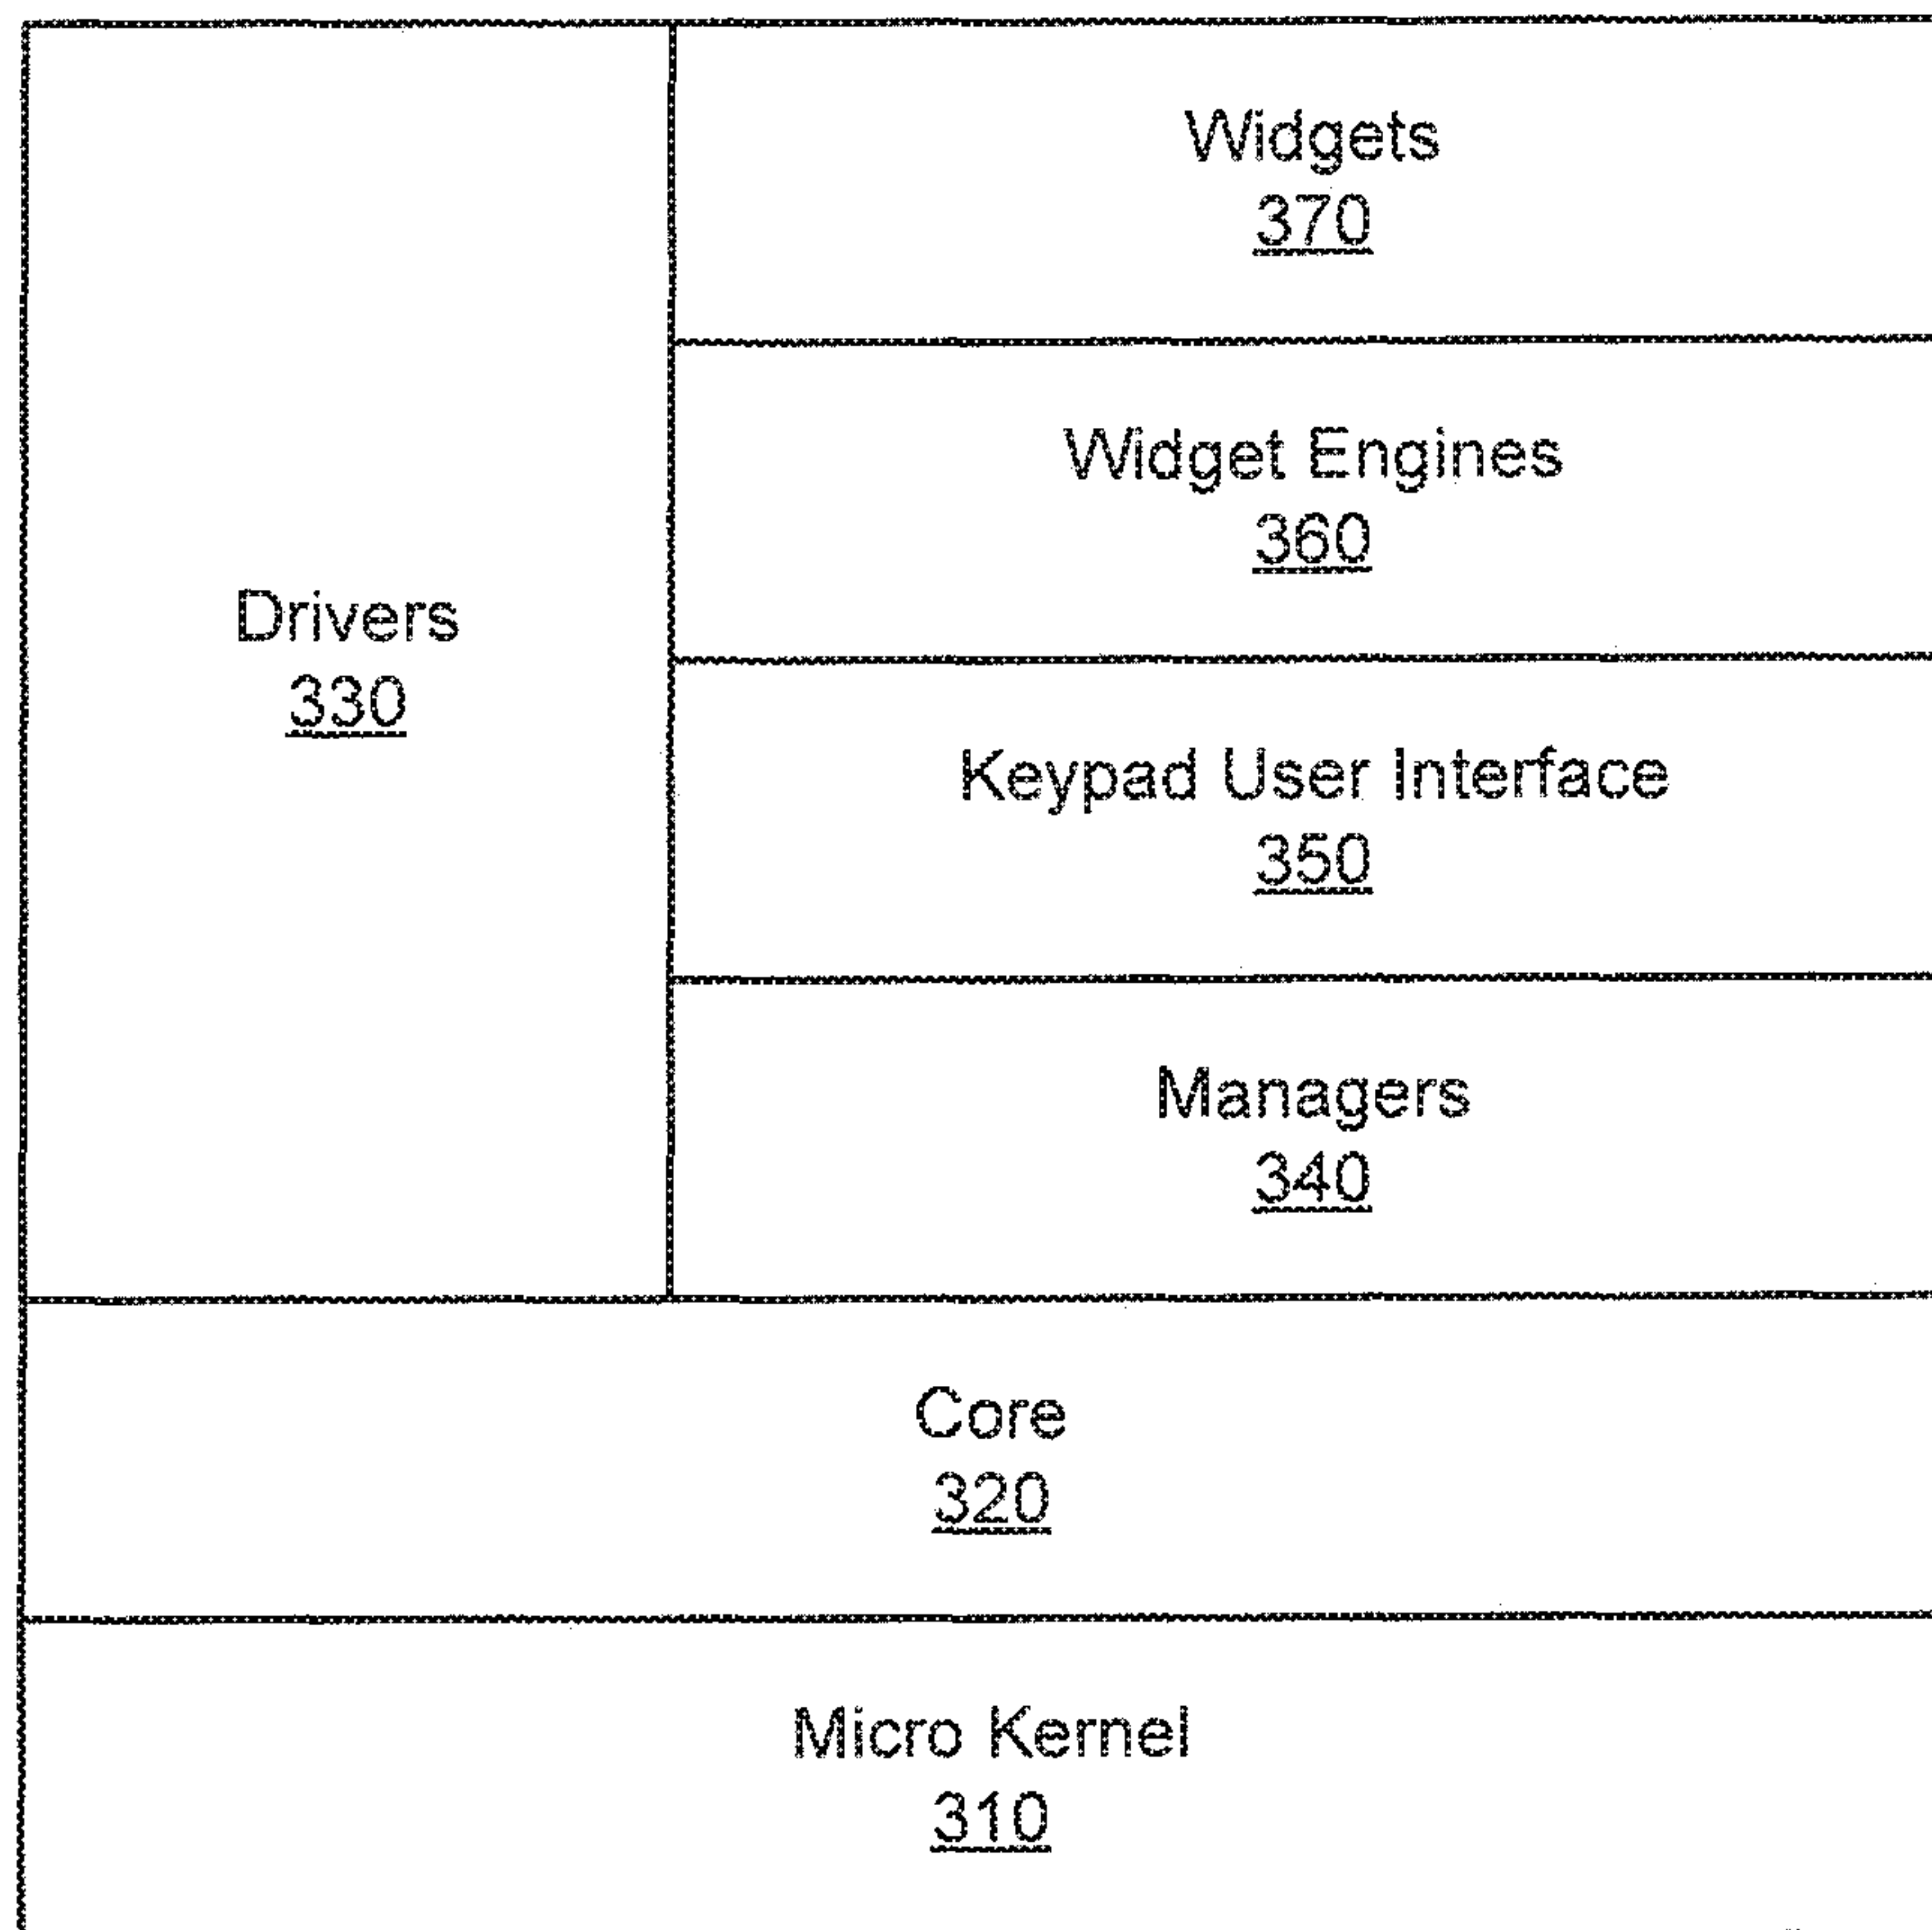 Widgets
370
Widget Engines
360
Drivers
330
Keypad User Interface
350
Managers
340
Core
320
Micro Kernel
310